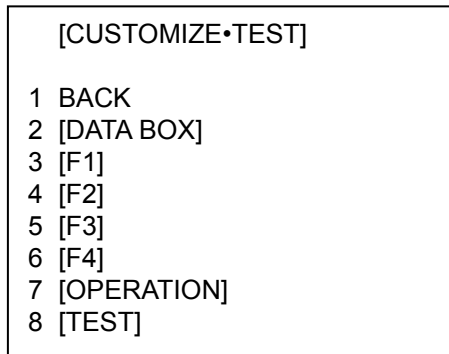 [CUSTOMIZE•TEST]
1 BACK
2 [DATA BOX]
3 [F1]
4 [F2]
5 [F3]
6 [F4]
7 [OPERATION]
8 [TEST]